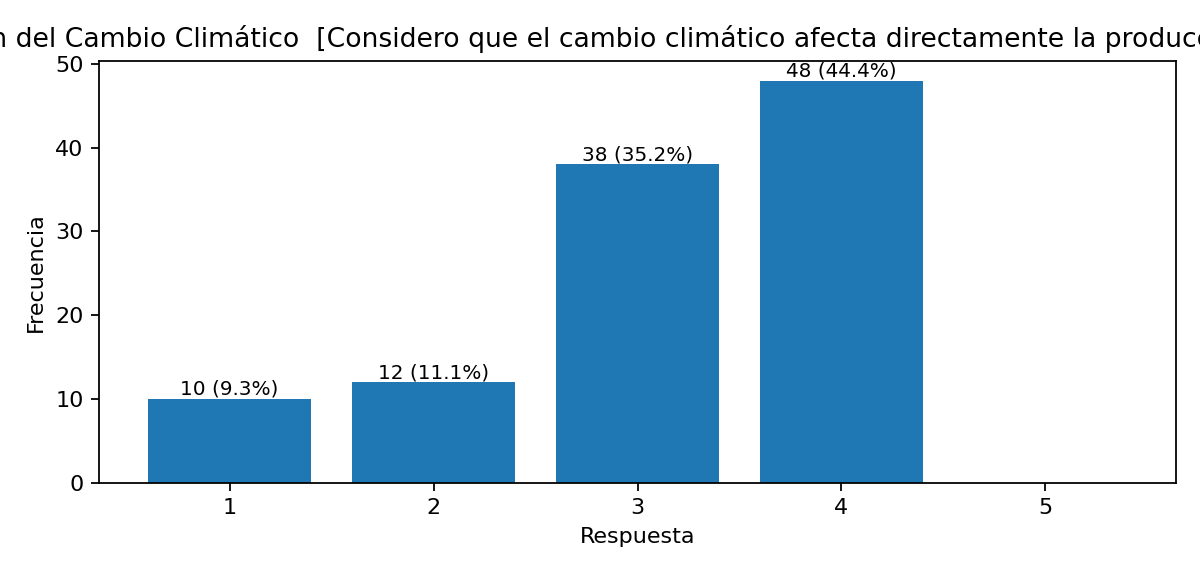 del Cambio Climático [Considero que el cambio climático afecta directamente la
50
48 (44.4%)
40
38 (35.2%)
30
20
12 (11.1%)
10 (9.3%)
10
0
Frecuencia
1 2 3 4 5
Respuesta